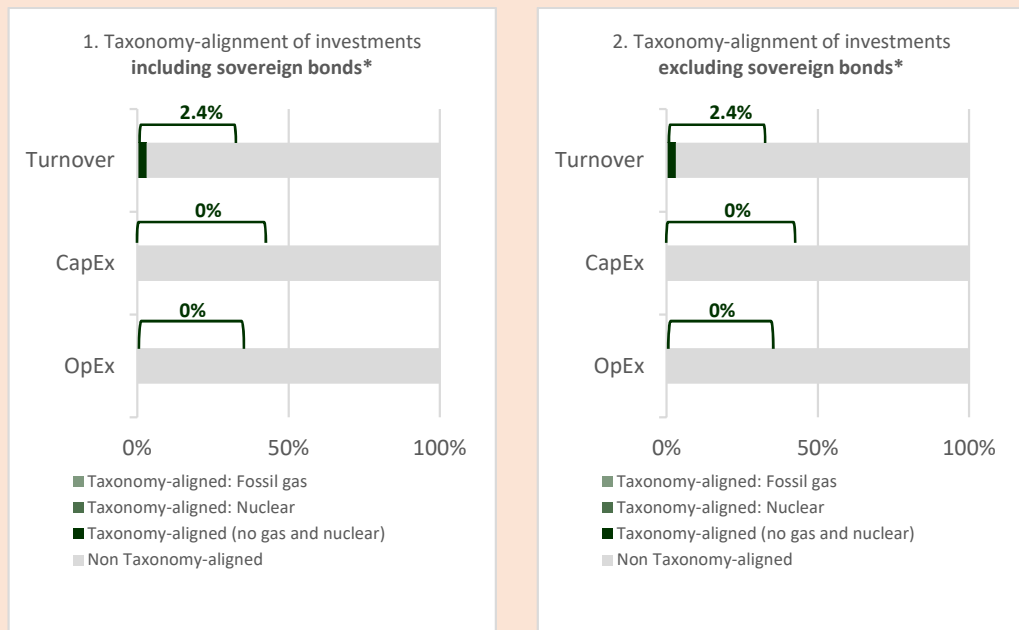 1. Taxonomy-alignment of investments
including sovereign bonds*
2.4%
Turnover
0%
CapEx
0%
OpEx
0% 50% 100%
Taxonomy-aligned: Fossil gas
Taxonomy-aligned: Nuclear
Taxonomy-aligned (no gas and nuclear)
Non Taxonomy-aligned
2. Taxonomy-alignment of investments
excluding sovereign bonds*
2.4%
Turnover
0%
CapEx
0%
OpEx
0% 50% 100%
Taxonomy-aligned: Fossil gas
Taxonomy-aligned: Nuclear
Taxonomy-aligned (no gas and nuclear)
Non Taxonomy-aligned